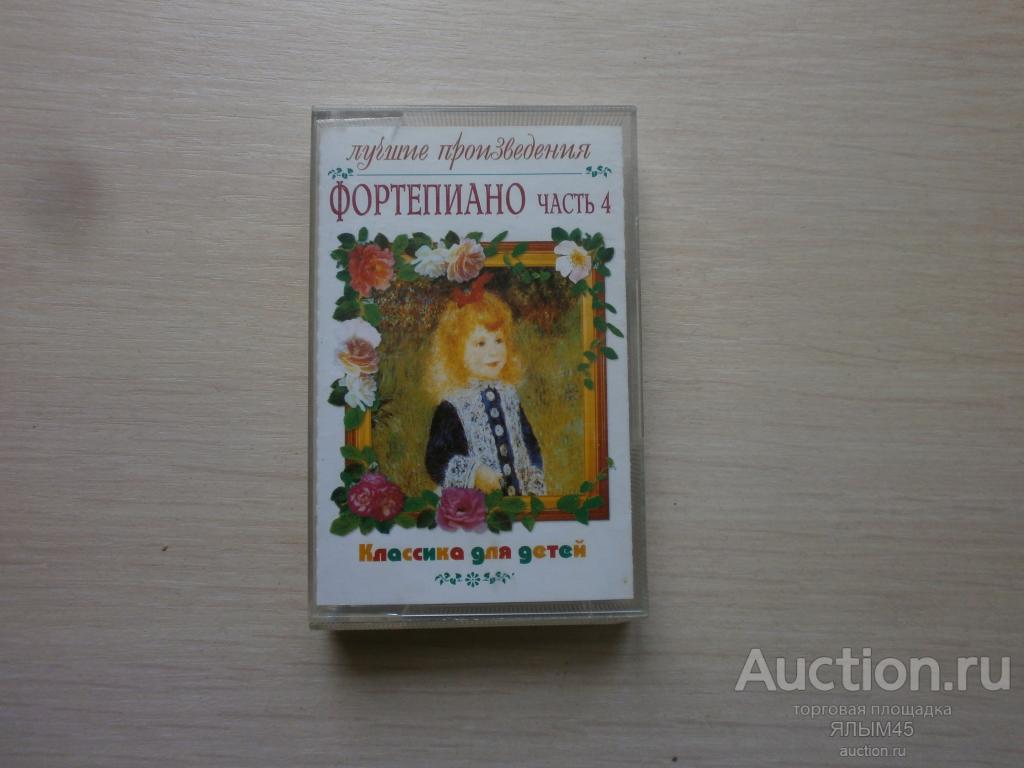 лучшие произведения
ФОРТЕПИАНО ЧАСТЬ 4
Классика для детей
Auction.ru
торговая площадка
ЯЛЫМ45
auction.ru